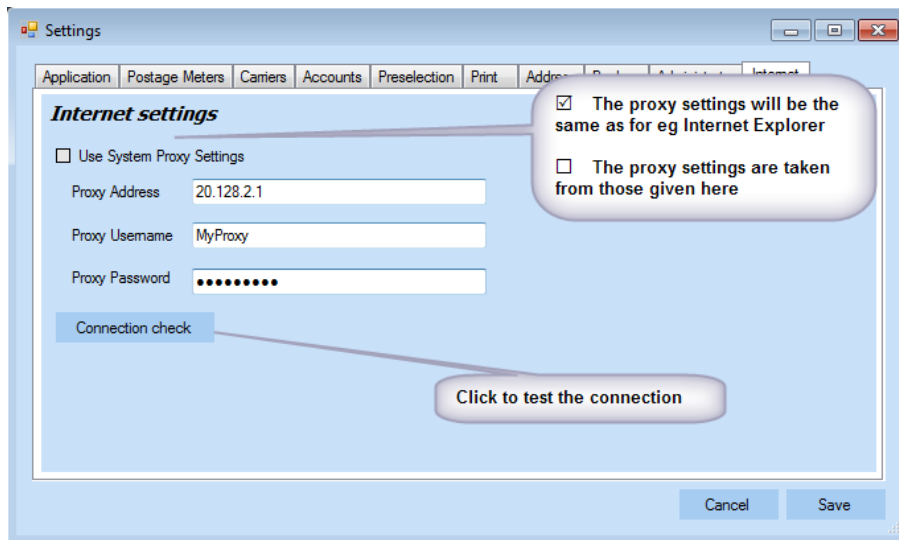 Settings
Application Postage Meters Carriers Accounts Preselection Print
Internet settings
☑ The proxy settings will be the
same as for eg Internet Explorer
☐ The proxy settings are taken
from those given here
Use System Proxy Settings
Proxy Address 20.128.2.1
Proxy Username MyProxy
Proxy Password ●●●●●●●●●
Connection check
Click to test the connection
Cancel Save